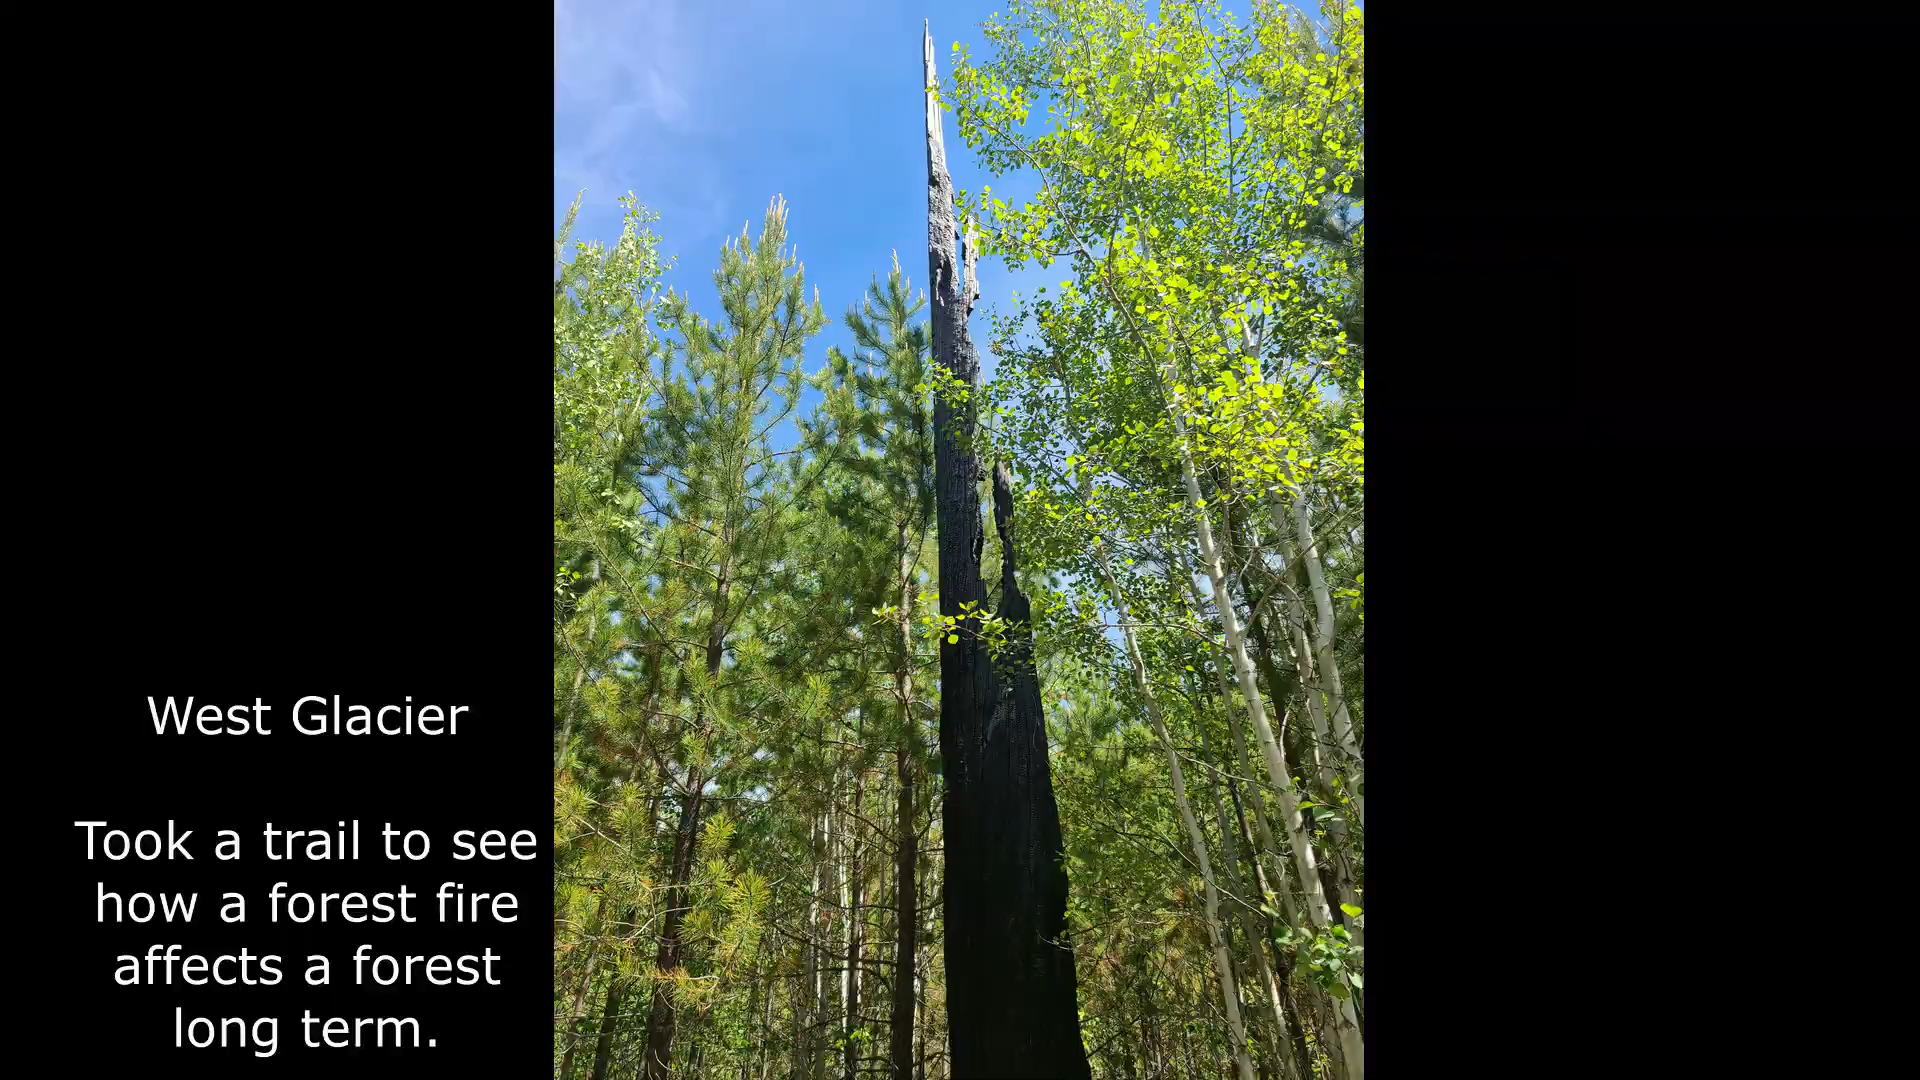 West Glacier
Took a trail to see
how a forest fire
affects a forest
long term.